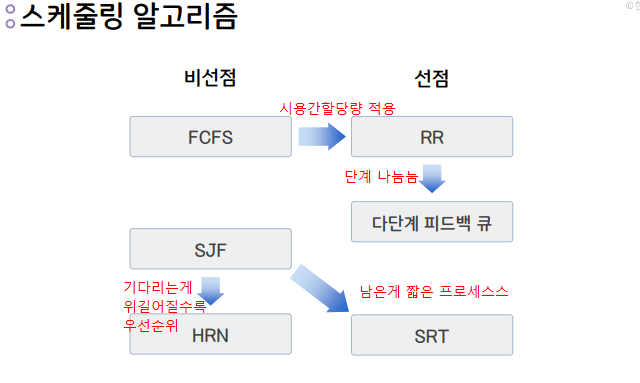 스케줄링 알고리즘
비선점
선점
시용간할당량 적용
FCFS
RR
단계 나눔눔
다단계 피드백 큐
SJF
기다리는게
위길어질수록
우선순위
남은게 짧은 프로세스스
HRN
SRT